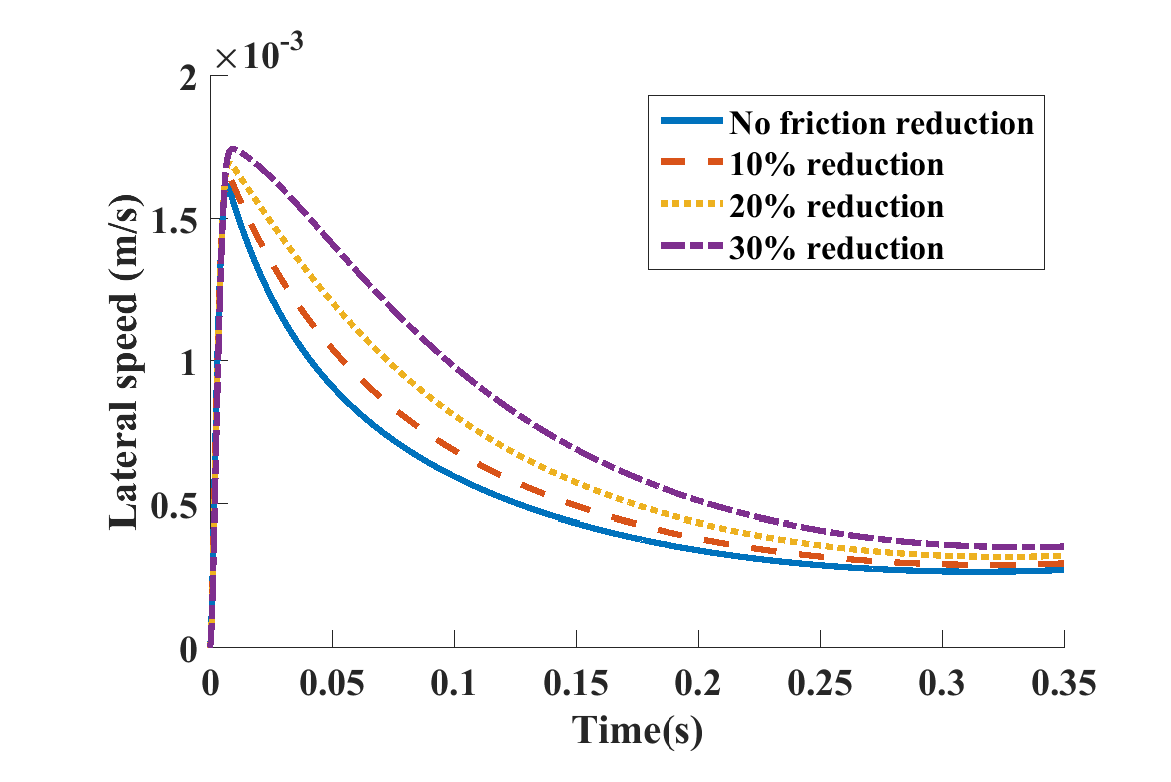 ×10-3
2
1.5
1
0.5
0
Lateral speed (m/s)
No friction reduction
10% reduction
20% reduction
30% reduction
0 0.05 0.1 0.15 0.2 0.25 0.3 0.35
Time(s)